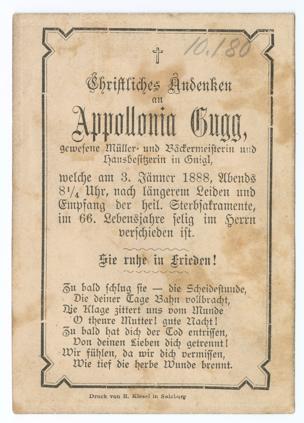 10.180
†
Christliches Andenken
an
Appollonia Gugg,
gewesene Müller- und Bäckermeisterin und
Hausbesitzerin in Gnigl,
welche am 3. Jänner 1888, Abends
8¼ Uhr, nach längerem Leiden und
Empfang der heil. Sterbsakramente,
im 66. Lebensjahre selig im Herrn
verschieden ist.
Sie ruhe in Frieden!
Zu bald schlug sie — die Scheidestunde,
Die deiner Tage Bahn vollbracht,
Die Klage zittert uns vom Munde
O theure Mutter! gute Nacht!
Zu bald hat dich der Tod entrissen,
Von deinen Lieben dich getrennt!
Wir fühlen, da wir dich vermissen,
Wie tief die herbe Wunde brennt.
Druck von R. Kiesel in Salzburg